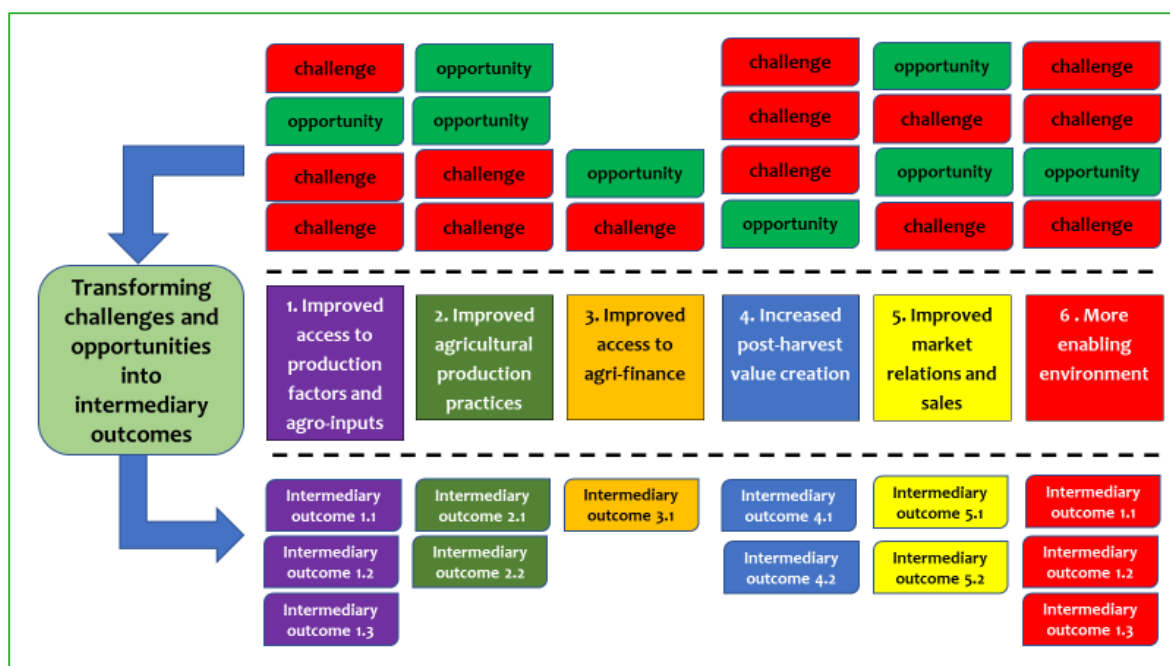 challenge
opportunity
challenge
opportunity
challenge
opportunity
opportunity
challenge
challenge
challenge
challenge
challenge
opportunity
challenge
opportunity
opportunity
challenge
challenge
challenge
opportunity
challenge
challenge
Transforming
challenges and
opportunities
into
intermediary
outcomes
1. Improved
access to
production
factors and
agro-inputs
2. Improved
agricultural
production
practices
3. Improved
access to
agri-finance
4. Increased
post-harvest
value creation
5. Improved
market
relations and
sales
6 . More
enabling
environment
Intermediary
outcome 1.1
Intermediary
outcome 2.1
Intermediary
outcome 3.1
Intermediary
outcome 4.1
Intermediary
outcome 5.1
Intermediary
outcome 1.1
Intermediary
outcome 1.2
Intermediary
outcome 2.2
Intermediary
outcome 4.2
Intermediary
outcome 5.2
Intermediary
outcome 1.2
Intermediary
outcome 1.3
Intermediary
outcome 1.3